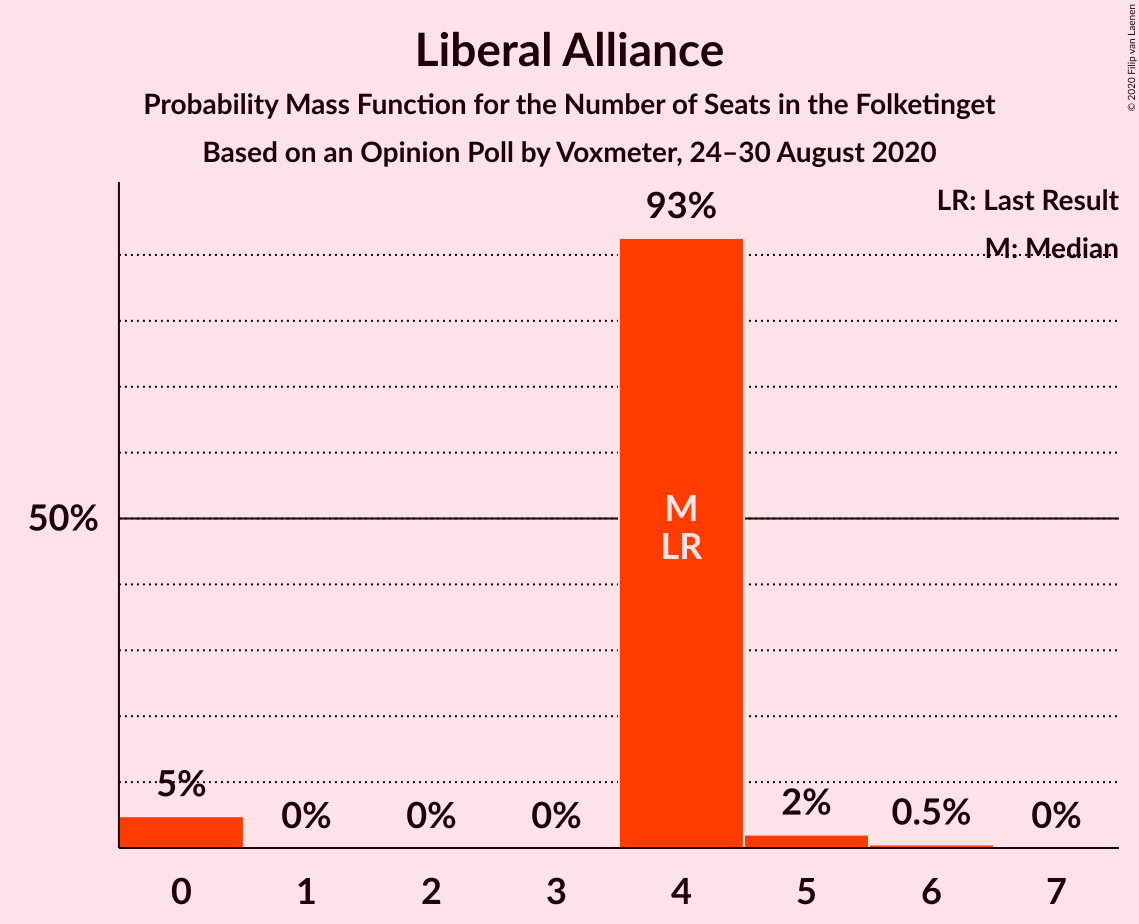 Liberal Alliance
Probability Mass Function for the Number of Seats in the Folketinget
Based on an Opinion Poll by Voxmeter, 24–30 August 2020
© 2020 Filip van Laenen
LR: Last Result
M: Median
93%
50%
M
LR
5%
0%
0%
0%
2%
0.5%
0%
0 1 2 3 4 5 6 7